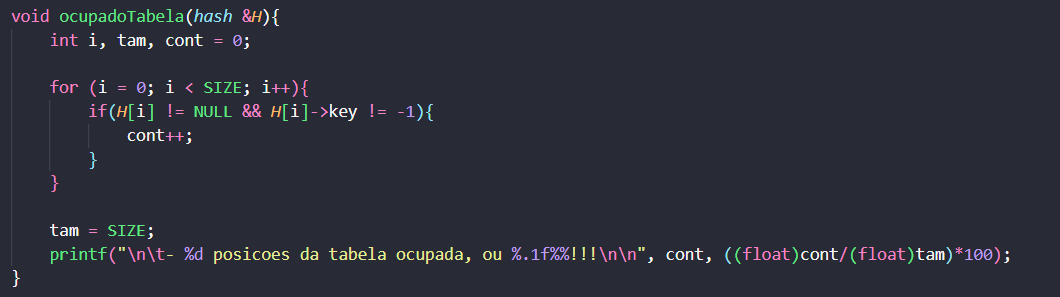 void ocupadoTabela(hash &H){
    int i, tam, cont = 0;

    for (i = 0; i < SIZE; i++){
        if(H[i] != NULL && H[i]->key != -1){
            cont++;
        }
    }

    tam = SIZE;
    printf("\n\t- %d posicoes da tabela ocupada, ou %.1f%%!!!\n\n", cont, ((float)cont/(float)tam)*100);
}